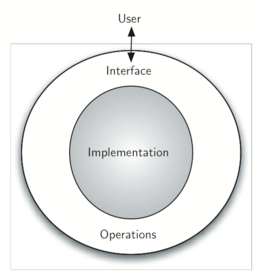 User
Interface
Implementation
Operations